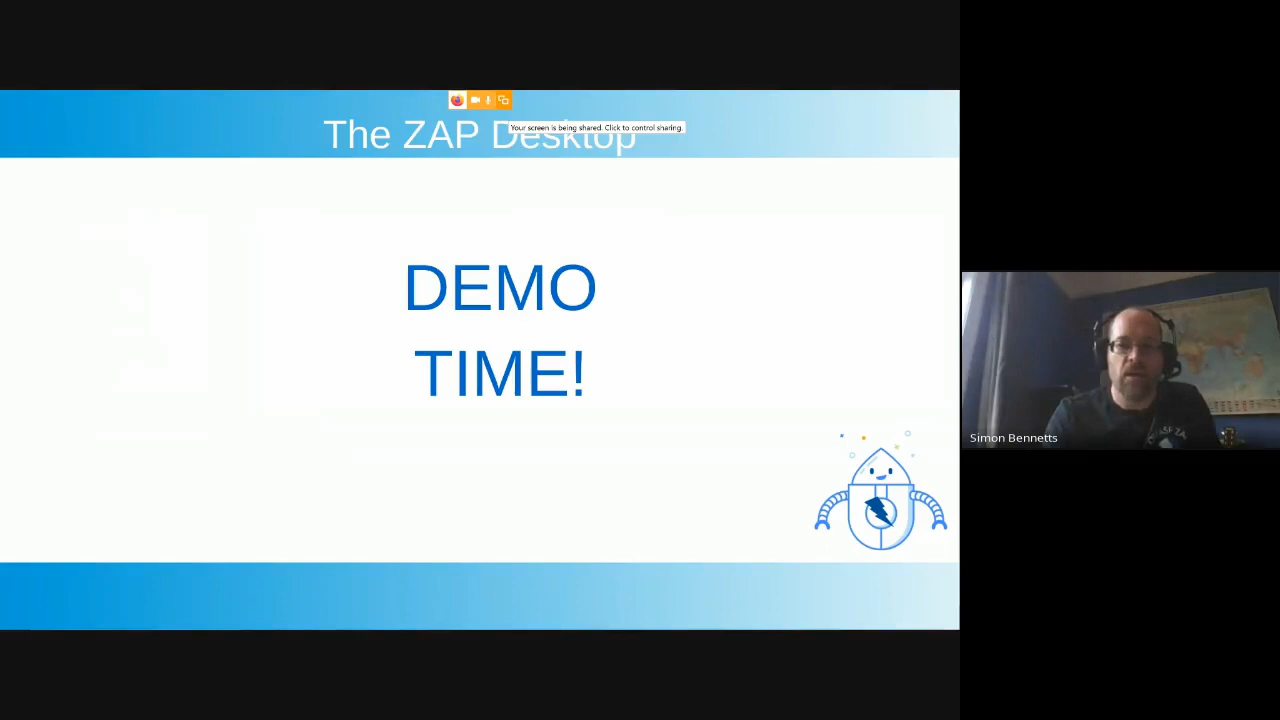 The ZAP Desktop
Your screen is being shared. Click to control sharing.
DEMO
TIME!
Simon Bennetts